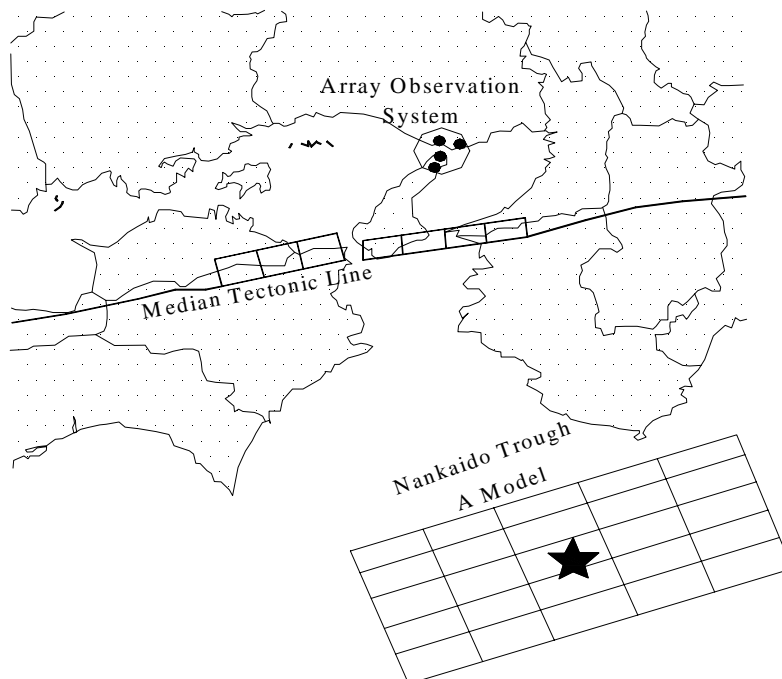 Array Observation
System
Median Tectonic Line
Nankaido Trough
A Model